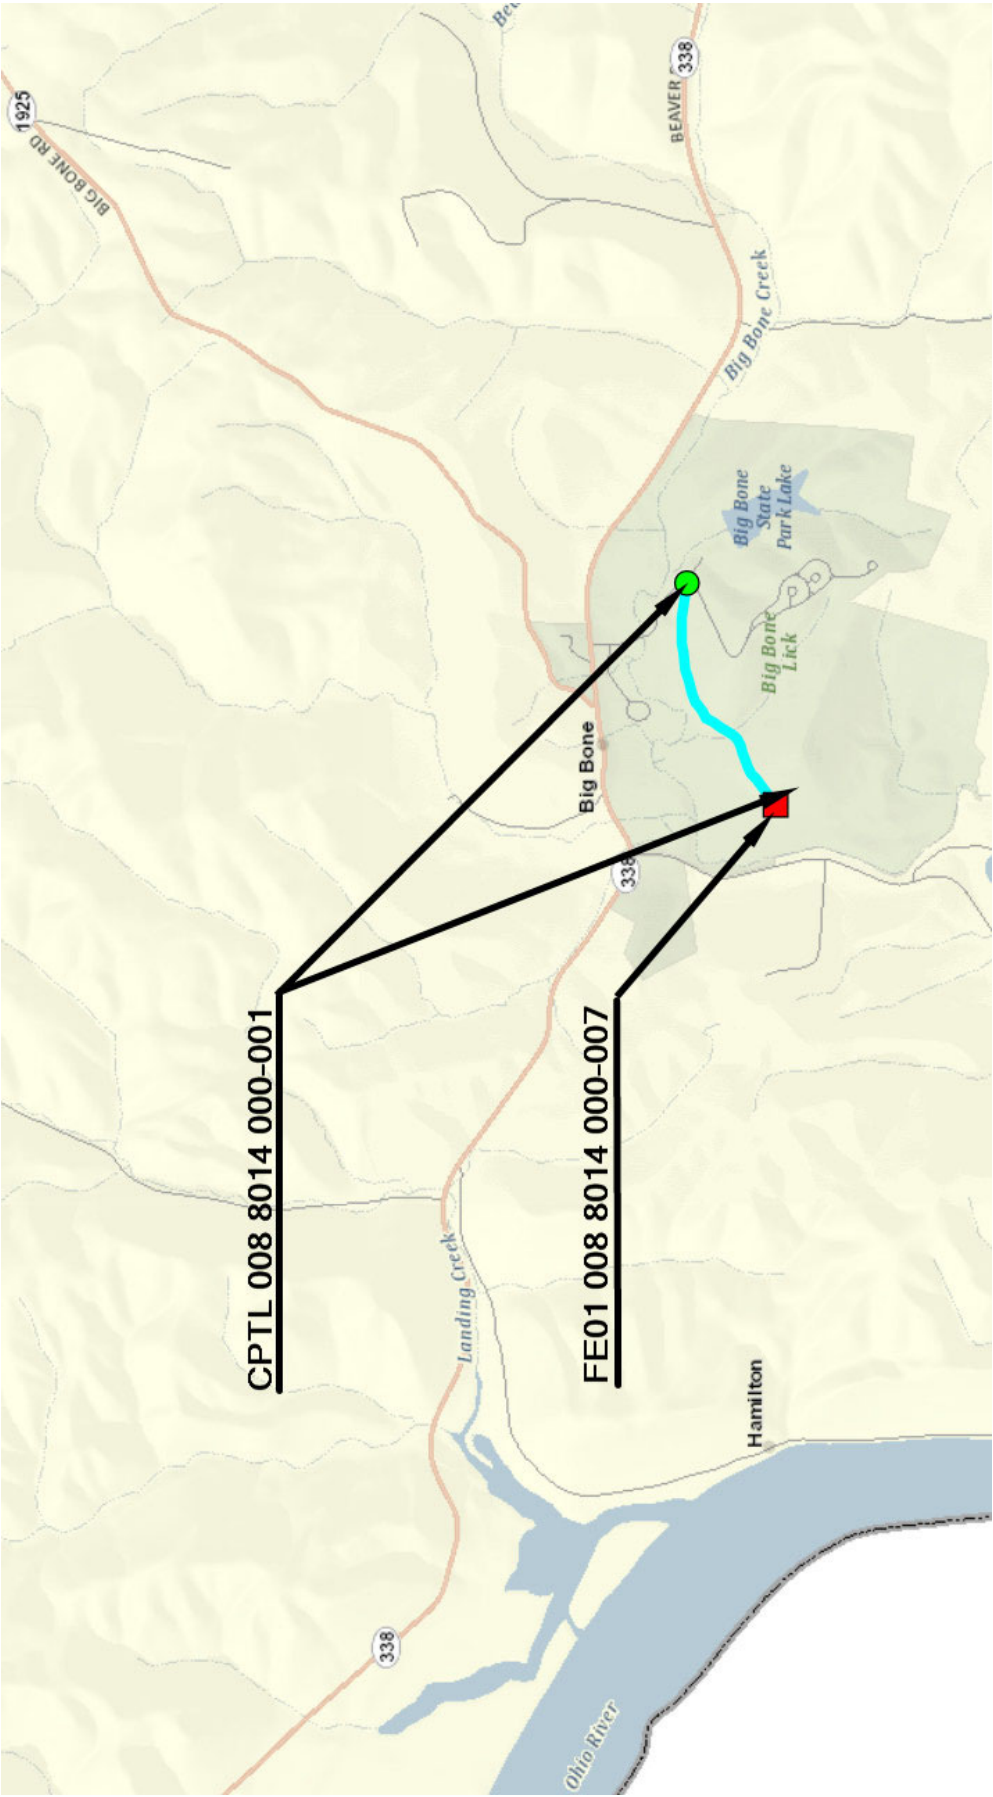 CPTL 008 8014 000-001
FE01 008 8014 000-007
338
Ohio River
Landing Creek
Hamilton
338
Big Bone
Big Bone
Lick
Big Bone
State
Park Lake
Big Bone Creek
BIG BONE RD
1925
BEAVER
338